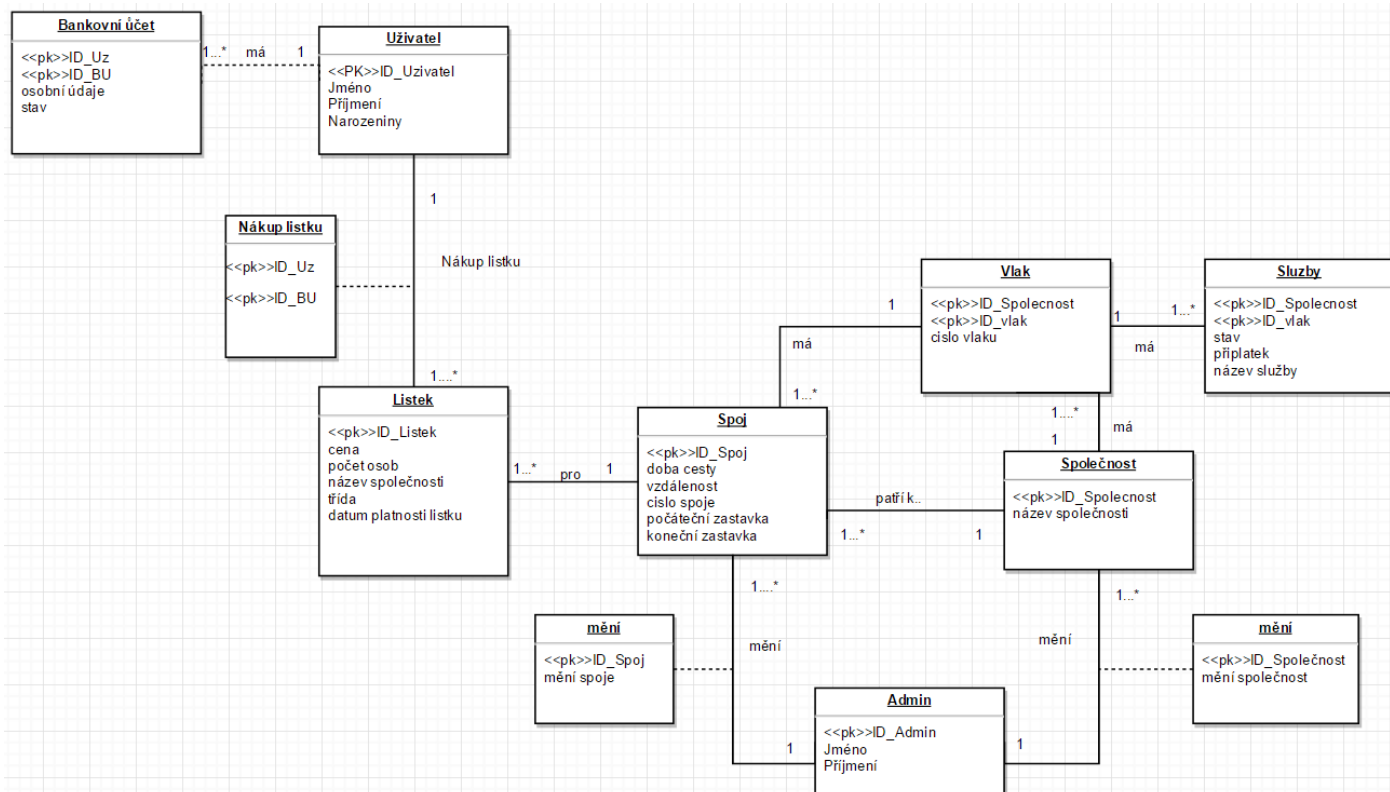 Bankovní účet
<<pk>>ID_Uz
<<pk>>ID_BU
osobní údaje
stav
1...* má 1
Uživatel
<<PK>>ID_Uzivatel
Jméno
Příjmení
Narozeniny
1
Nákup listku
1....*
Nákup listku
<<pk>>ID_Uz
<<pk>>ID_BU
Listek
<<pk>>ID_Listek
cena
počet osob
název společnosti
třída
datum platnosti listku
1...* pro 1
Spoj
<<pk>>ID_Spoj
doba cesty
vzdálenost
cislo spoje
počáteční zastavka
koneční zastavka
1
má
1...*
Vlak
<<pk>>ID_Spolecnost
<<pk>>ID_vlak
cislo vlaku
1 má 1...*
Sluzby
<<pk>>ID_Spolecnost
<<pk>>ID_vlak
stav
připlatek
název služby
1....*
má
1
Společnost
<<pk>>ID_Spolecnost
název společnosti
patří k..
1...* 1
1....*
mění
1
mění
<<pk>>ID_Spoj
mění spoje
1...*
mění
1
mění
<<pk>>ID_Společnost
mění společnost
Admin
<<pk>>ID_Admin
Jméno
Příjmení